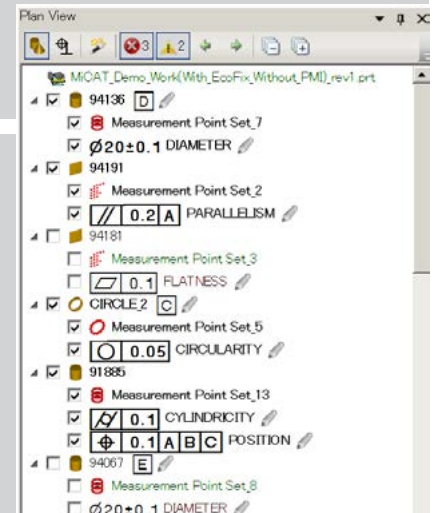 Plan View
3 2
MiCAT_Demo_Work(With_EcoFix_Without_PMI)_rev1.prt
94136 D
Measurement Point Set_7
Ø20±0.1 DIAMETER
94191
Measurement Point Set_2
// 0.2 A PARALLELISM
94181
Measurement Point Set_3
⏥ 0.1 FLATNESS
CIRCLE_2 C
Measurement Point Set_5
○ 0.05 CIRCULARITY
91885
Measurement Point Set_13
⌭ 0.1 CYLINDRICITY
⌖ 0.1 A B C POSITION
94067 E
Measurement Point Set_8
Ø20±0.1 DIAMETER